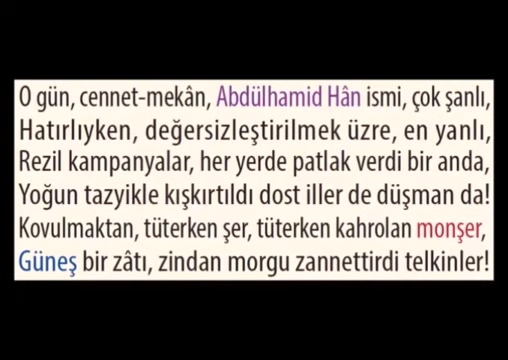 O gün, cennet-mekân, Abdülhamid Hân ismi, çok şanlı,
Hatırlıyken, değersizleştirilmek üzre, en yanlı,
Rezil kampanyalar, her yerde patlak verdi bir anda,
Yoğun tazyikle kışkırtıldı dost iller de düşman da!
Kovulmaktan, tüterken şer, tüterken kahrolan monşer,
Güneş bir zâtı, zindan morgu zannettirdi telkinler!